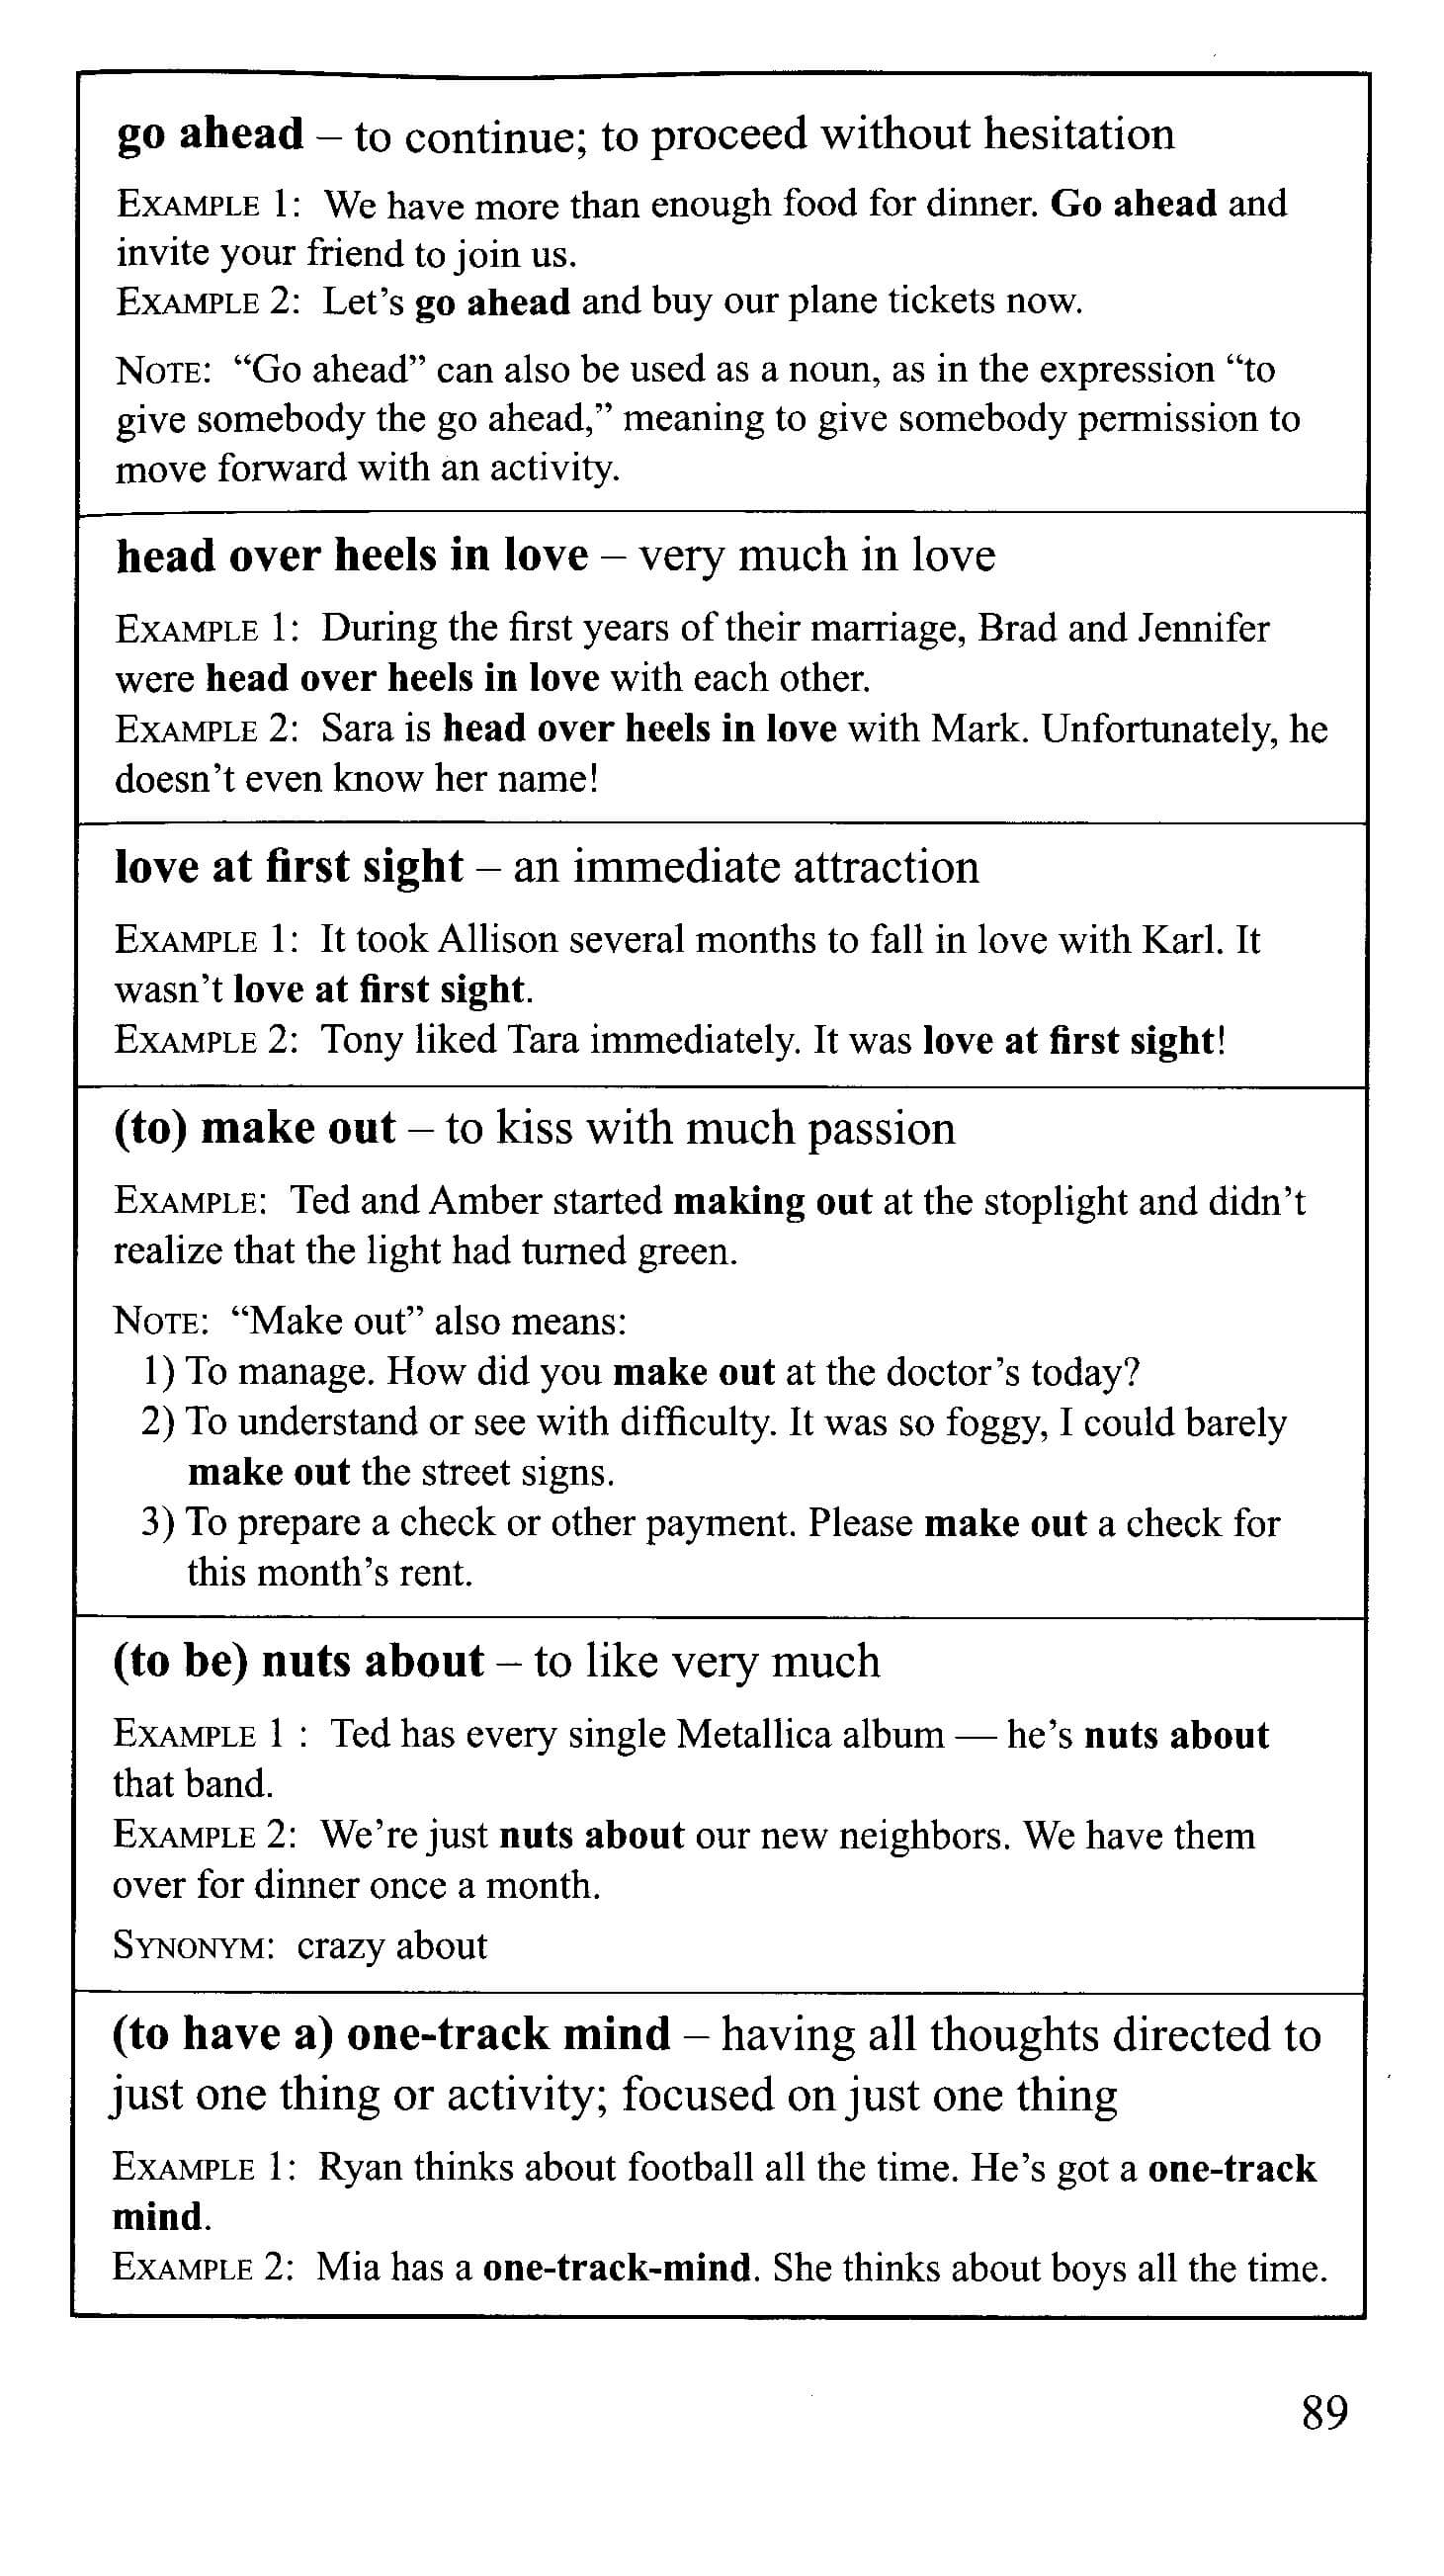 go ahead – to continue; to proceed without hesitation
EXAMPLE 1: We have more than enough food for dinner. Go ahead and
invite your friend to join us.
EXAMPLE 2: Let's go ahead and buy our plane tickets now.
NOTE: “Go ahead” can also be used as a noun, as in the expression “to
give somebody the go ahead,” meaning to give somebody permission to
move forward with an activity.
head over heels in love – very much in love
EXAMPLE 1: During the first years of their marriage, Brad and Jennifer
were head over heels in love with each other.
EXAMPLE 2: Sara is head over heels in love with Mark. Unfortunately, he
doesn't even know her name!
love at first sight – an immediate attraction
EXAMPLE 1: It took Allison several months to fall in love with Karl. It
wasn't love at first sight.
EXAMPLE 2: Tony liked Tara immediately. It was love at first sight!
(to) make out – to kiss with much passion
EXAMPLE: Ted and Amber started making out at the stoplight and didn't
realize that the light had turned green.
NOTE: “Make out” also means:
1) To manage. How did you make out at the doctor's today?
2) To understand or see with difficulty. It was so foggy, I could barely
make out the street signs.
3) To prepare a check or other payment. Please make out a check for
this month's rent.
(to be) nuts about – to like very much
EXAMPLE 1 : Ted has every single Metallica album — he's nuts about
that band.
EXAMPLE 2: We're just nuts about our new neighbors. We have them
over for dinner once a month.
SYNONYM: crazy about
(to have a) one-track mind – having all thoughts directed to
just one thing or activity; focused on just one thing
EXAMPLE 1: Ryan thinks about football all the time. He's got a one-track
mind.
EXAMPLE 2: Mia has a one-track-mind. She thinks about boys all the time.
89